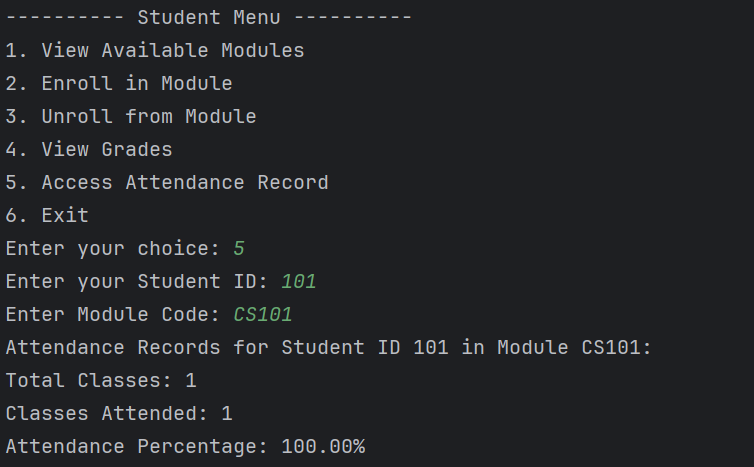 ---------- Student Menu ----------
1. View Available Modules
2. Enroll in Module
3. Unroll from Module
4. View Grades
5. Access Attendance Record
6. Exit
Enter your choice: 5
Enter your Student ID: 101
Enter Module Code: CS101
Attendance Records for Student ID 101 in Module CS101:
Total Classes: 1
Classes Attended: 1
Attendance Percentage: 100.00%